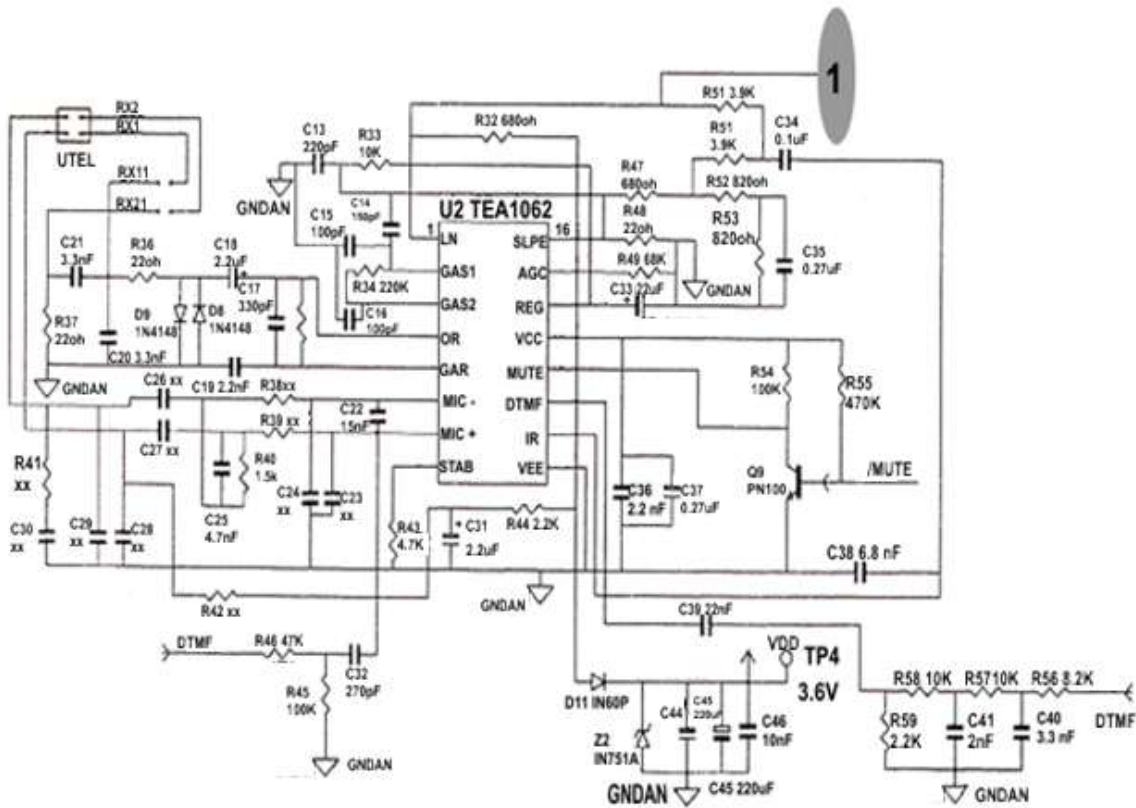 1
RX2
RX1
UTEL
RX11
RX21
R32 680oh
R51 3.9K
C34
0.1uF
R51
3.9K
C13
220pF
R33
10K
R47
680oh
R52 820oh
GNDAN
U2 TEA1062
C14
150pF
C15
100pF
R48
22oh
R53
820oh
C35
0.27uF
1
LN
SLPE
16
GAS1
AGC
GAS2
REG
OR
VCC
GAR
MUTE
MIC -
DTMF
MIC +
IR
STAB
VEE
R49 68K
GNDAN
C33 22uF
+
C21
3.3nF
R36
22oh
C18
2.2uF
+
C17
330pF
R34 220K
C16
100pF
R37
22oh
D9
1N4148
D8
1N4148
C20 3.3nF
GNDAN
C19 2.2nF
C26 xx
R38xx
C22
15nF
C27 xx
R39 xx
R40
1.5k
R54
100K
R55
470K
Q9
PN100
/MUTE
R41
xx
C30
xx
C29
xx
C28
xx
C25
4.7nF
C24
xx
C23
xx
R43
4.7K
+
C31
2.2uF
R44 2.2K
C36
2.2 nF
C37
0.27uF
C38 6.8 nF
GNDAN
R42 xx
C39 22nF
DTMF
R46 47K
C32
270pF
R45
100K
GNDAN
VDD
TP4
3.6V
D11 IN60P
Z2
IN751A
C44
C45
220uF
C46
10nF
GNDAN
C45 220uF
R58 10K
R5710K
R56 8.2K
DTMF
R59
2.2K
C41
2nF
C40
3.3 nF
GNDAN